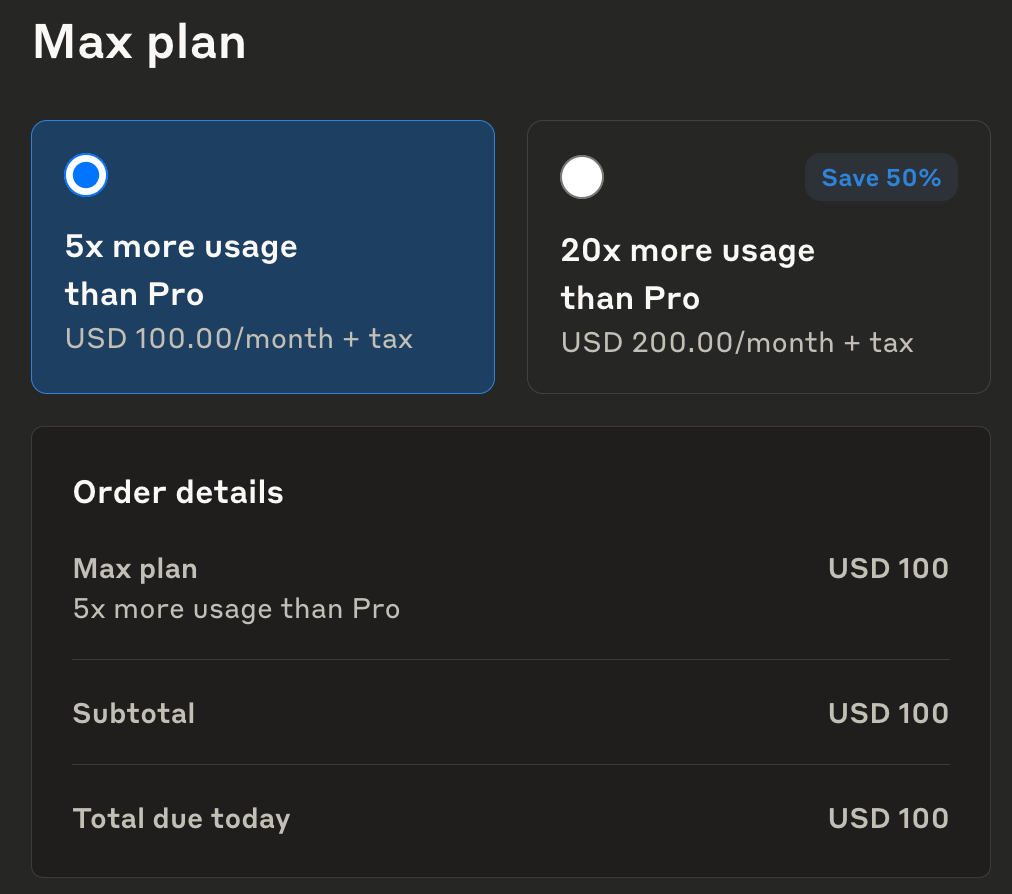 Max plan
Save 50%
5x more usage
than Pro
USD 100.00/month + tax
20x more usage
than Pro
USD 200.00/month + tax
Order details
Max plan USD 100
5x more usage than Pro
Subtotal USD 100
Total due today USD 100